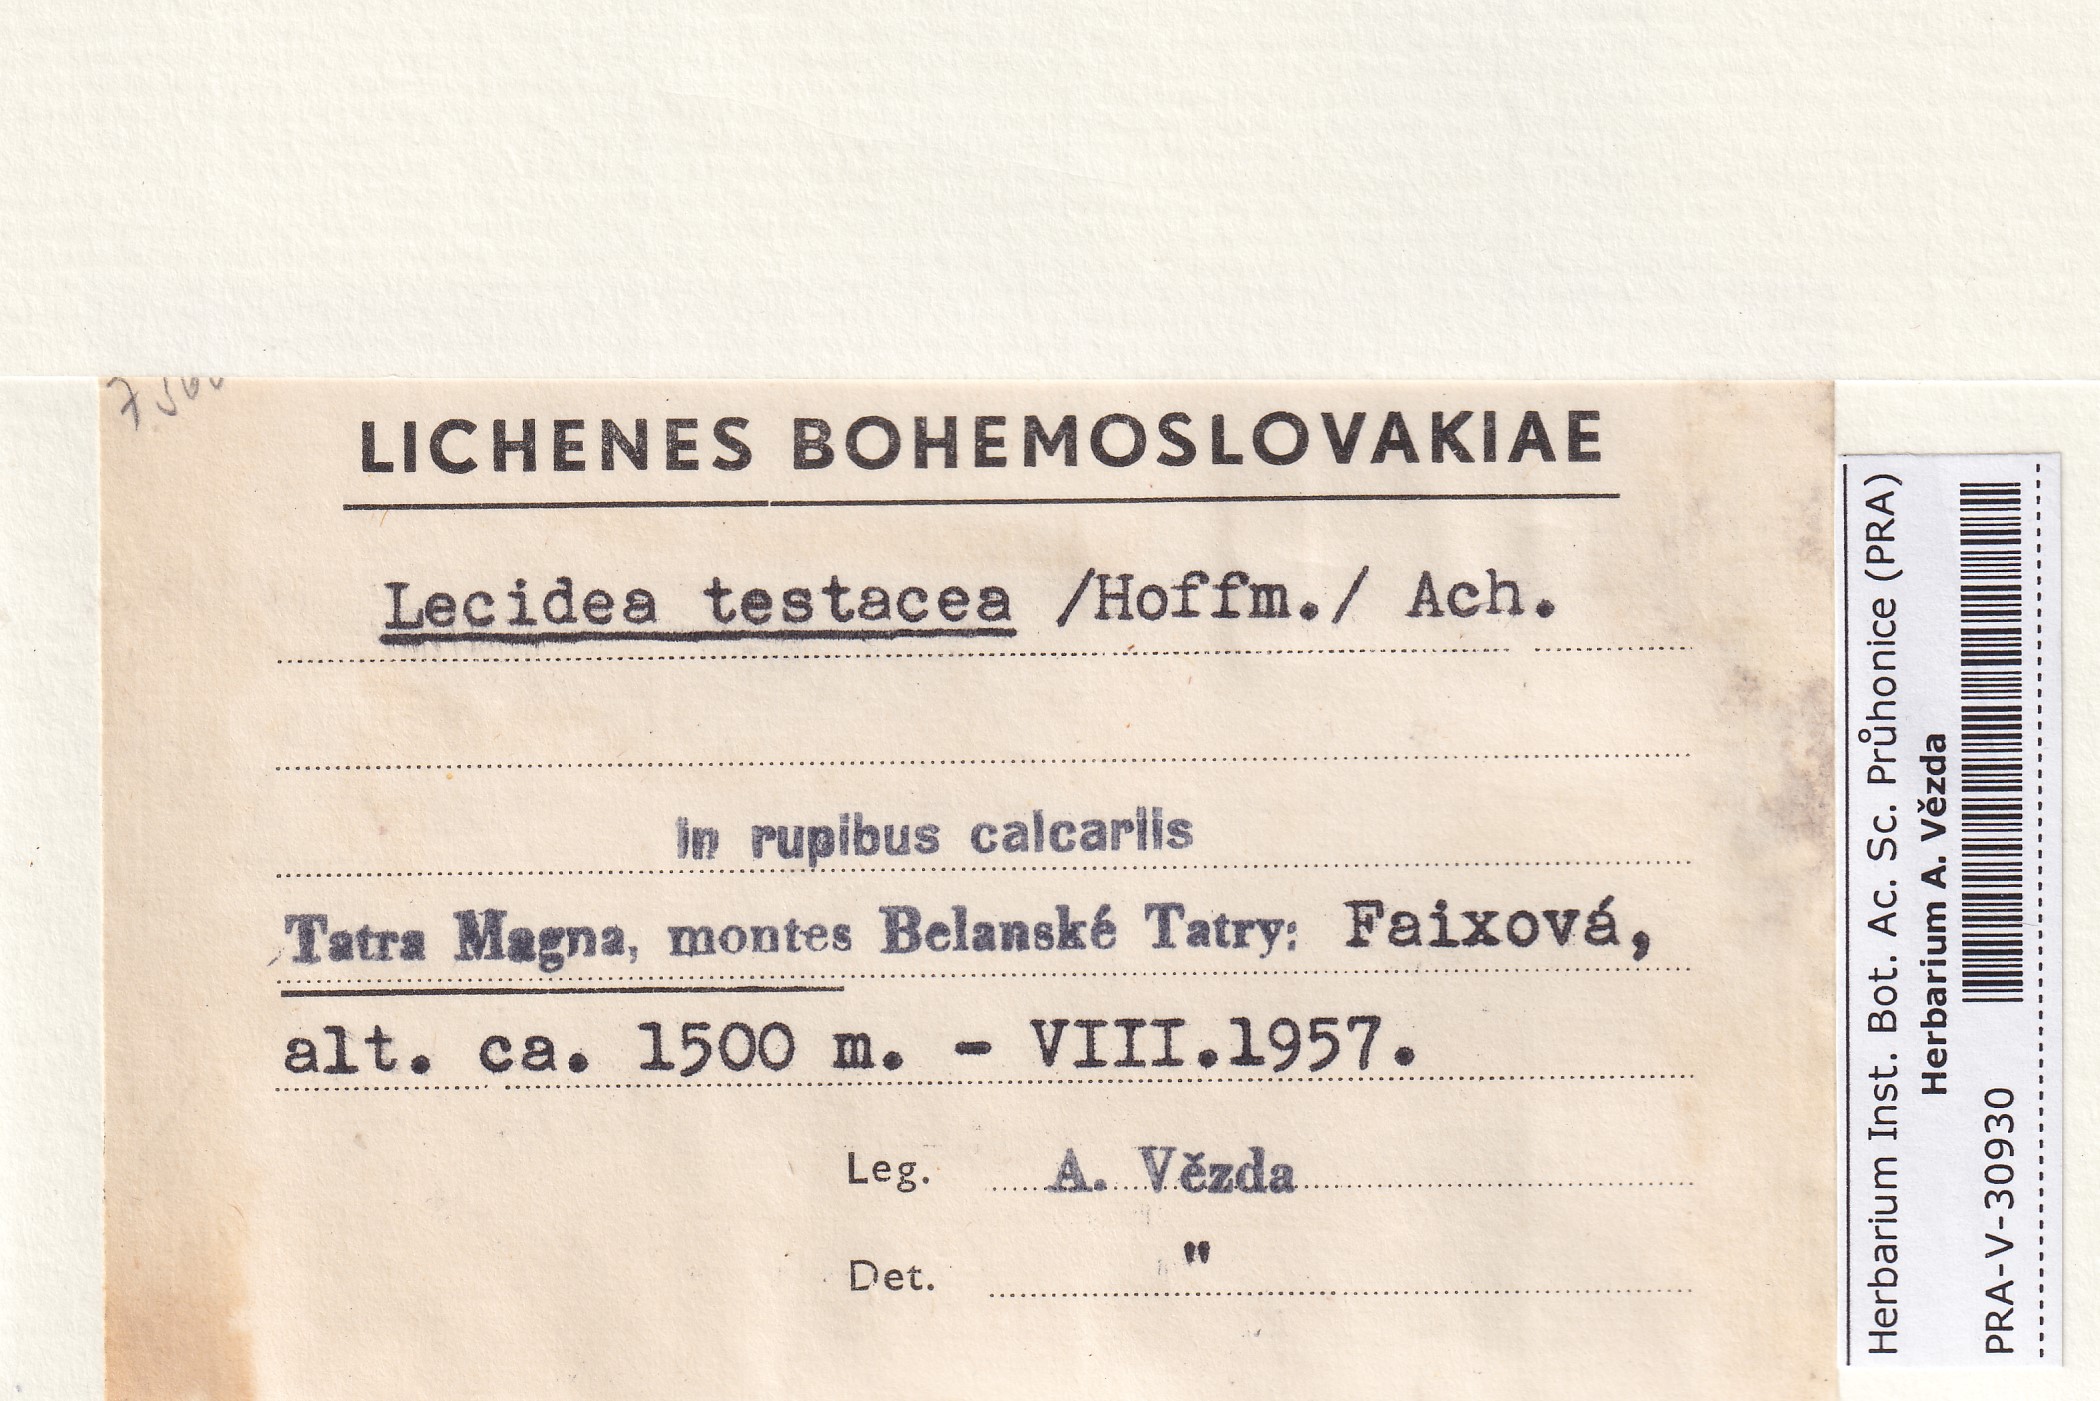 LICHENES BOHEMOSLOVAKIAE
Lecidea testacea /Hoffm./ Ach.
in rupibus calcariis
Tatra Magna, montes Belanské Tatry: Faixová,
alt. ca. 1500 m. - VIII.1957.
Leg. A. Vězda
Det. "
Herbarium Inst. Bot. Ac. Sc. Průhonice (PRA)
Herbarium A. Vězda
PRA-V-30930